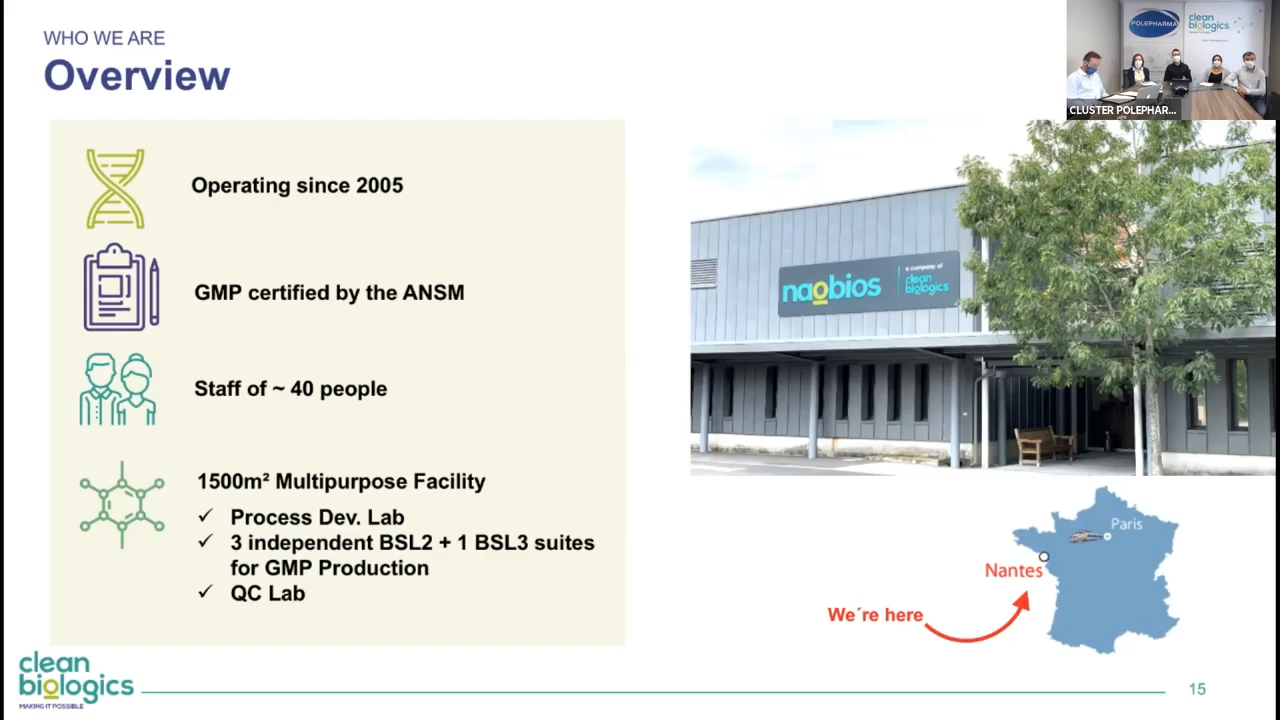 WHO WE ARE
Overview
POLEPHARMA
clean
biologics
CLUSTER POLEPHAR...
Operating since 2005
GMP certified by the ANSM
Staff of ~ 40 people
1500m² Multipurpose Facility
✓ Process Dev. Lab
✓ 3 independent BSL2 + 1 BSL3 suites
for GMP Production
✓ QC Lab
naobios
a company of
clean
biologics
Paris
Nantes
We´re here
clean
biologics
MAKING IT POSSIBLE
15